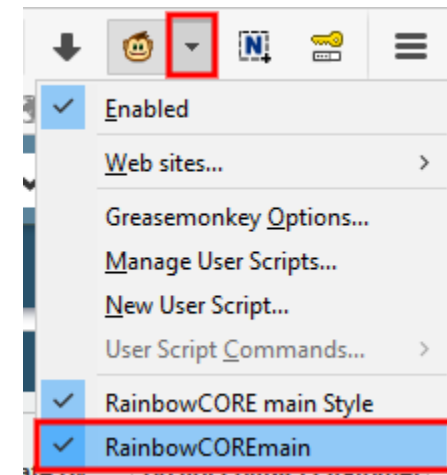 N
Enabled
Web sites...
Greasemonkey Options...
Manage User Scripts...
New User Script...
User Script Commands...
RainbowCORE main Style
RainbowCOREmain